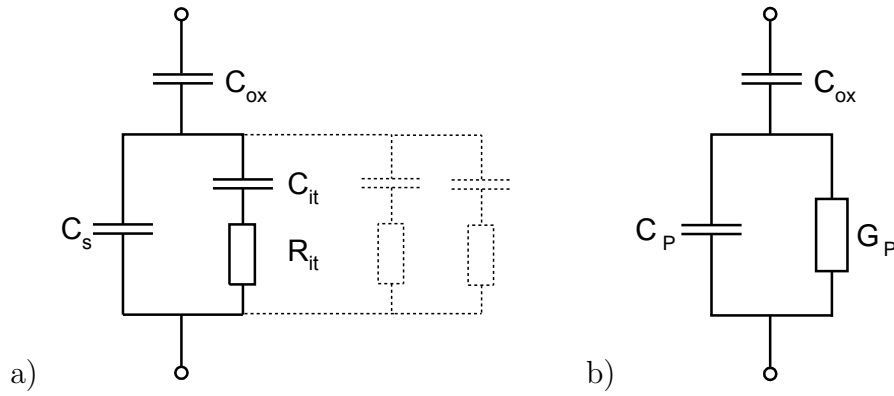 C_ox
C_ox
C_it
C_s
R_it
C_P
G_P
a)
b)